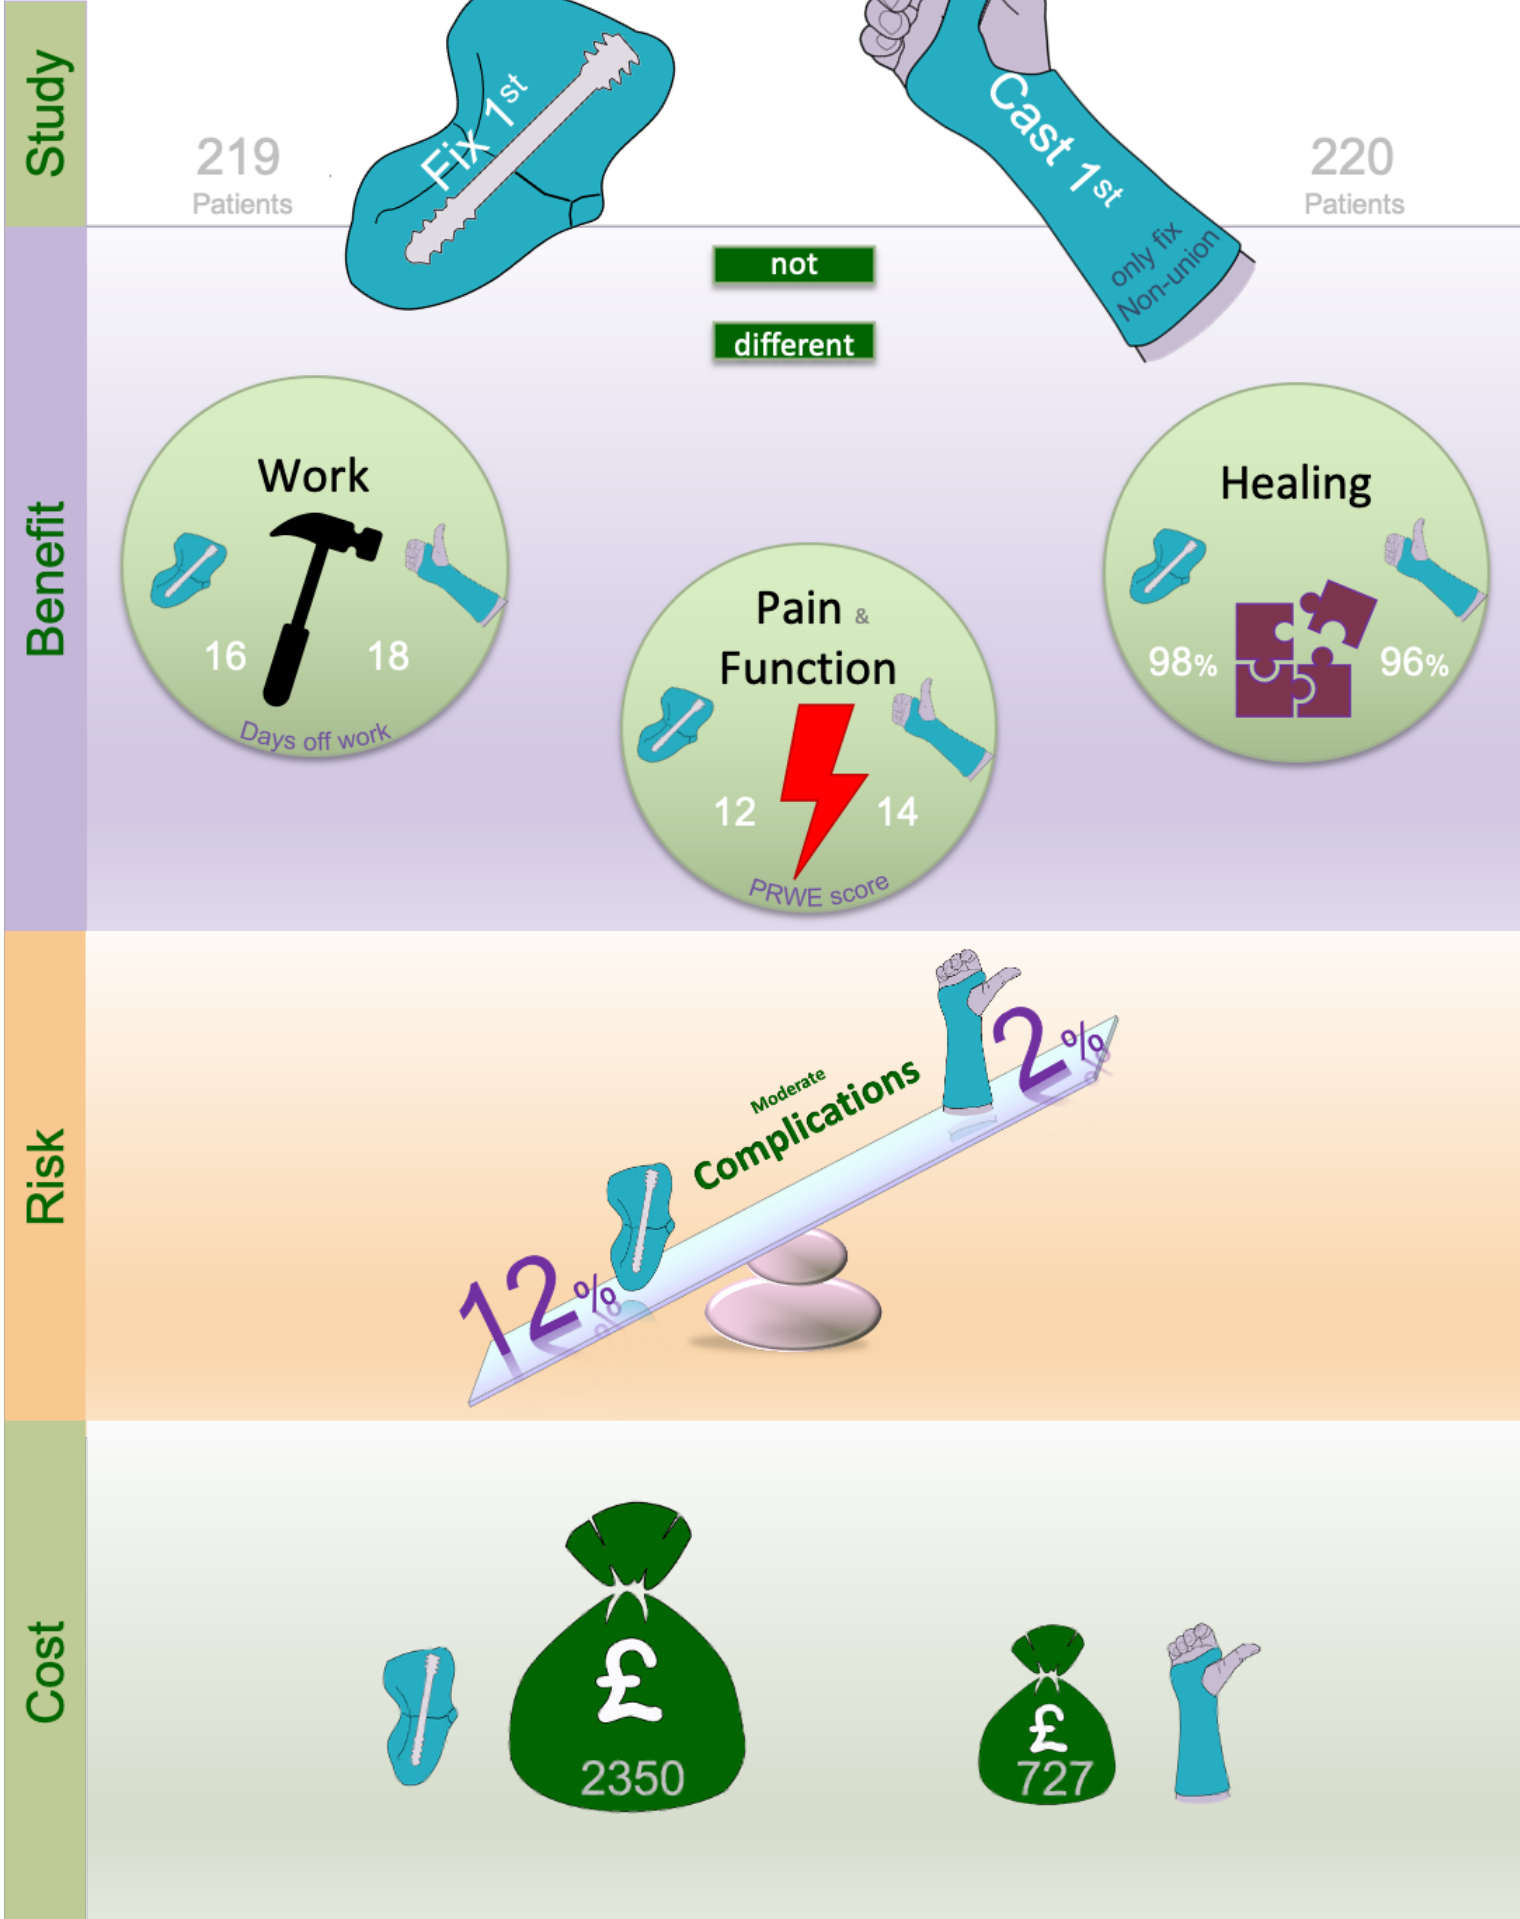 Study
219
Patients
Fix 1st
Cast 1st
only fix
Non-union
220
Patients
Benefit
not
different
Work
16
18
Days off work
Pain &
Function
12
14
PRWE score
Healing
98%
96%
Risk
Moderate
Complications
12%
2%
Cost
£
2350
£
727